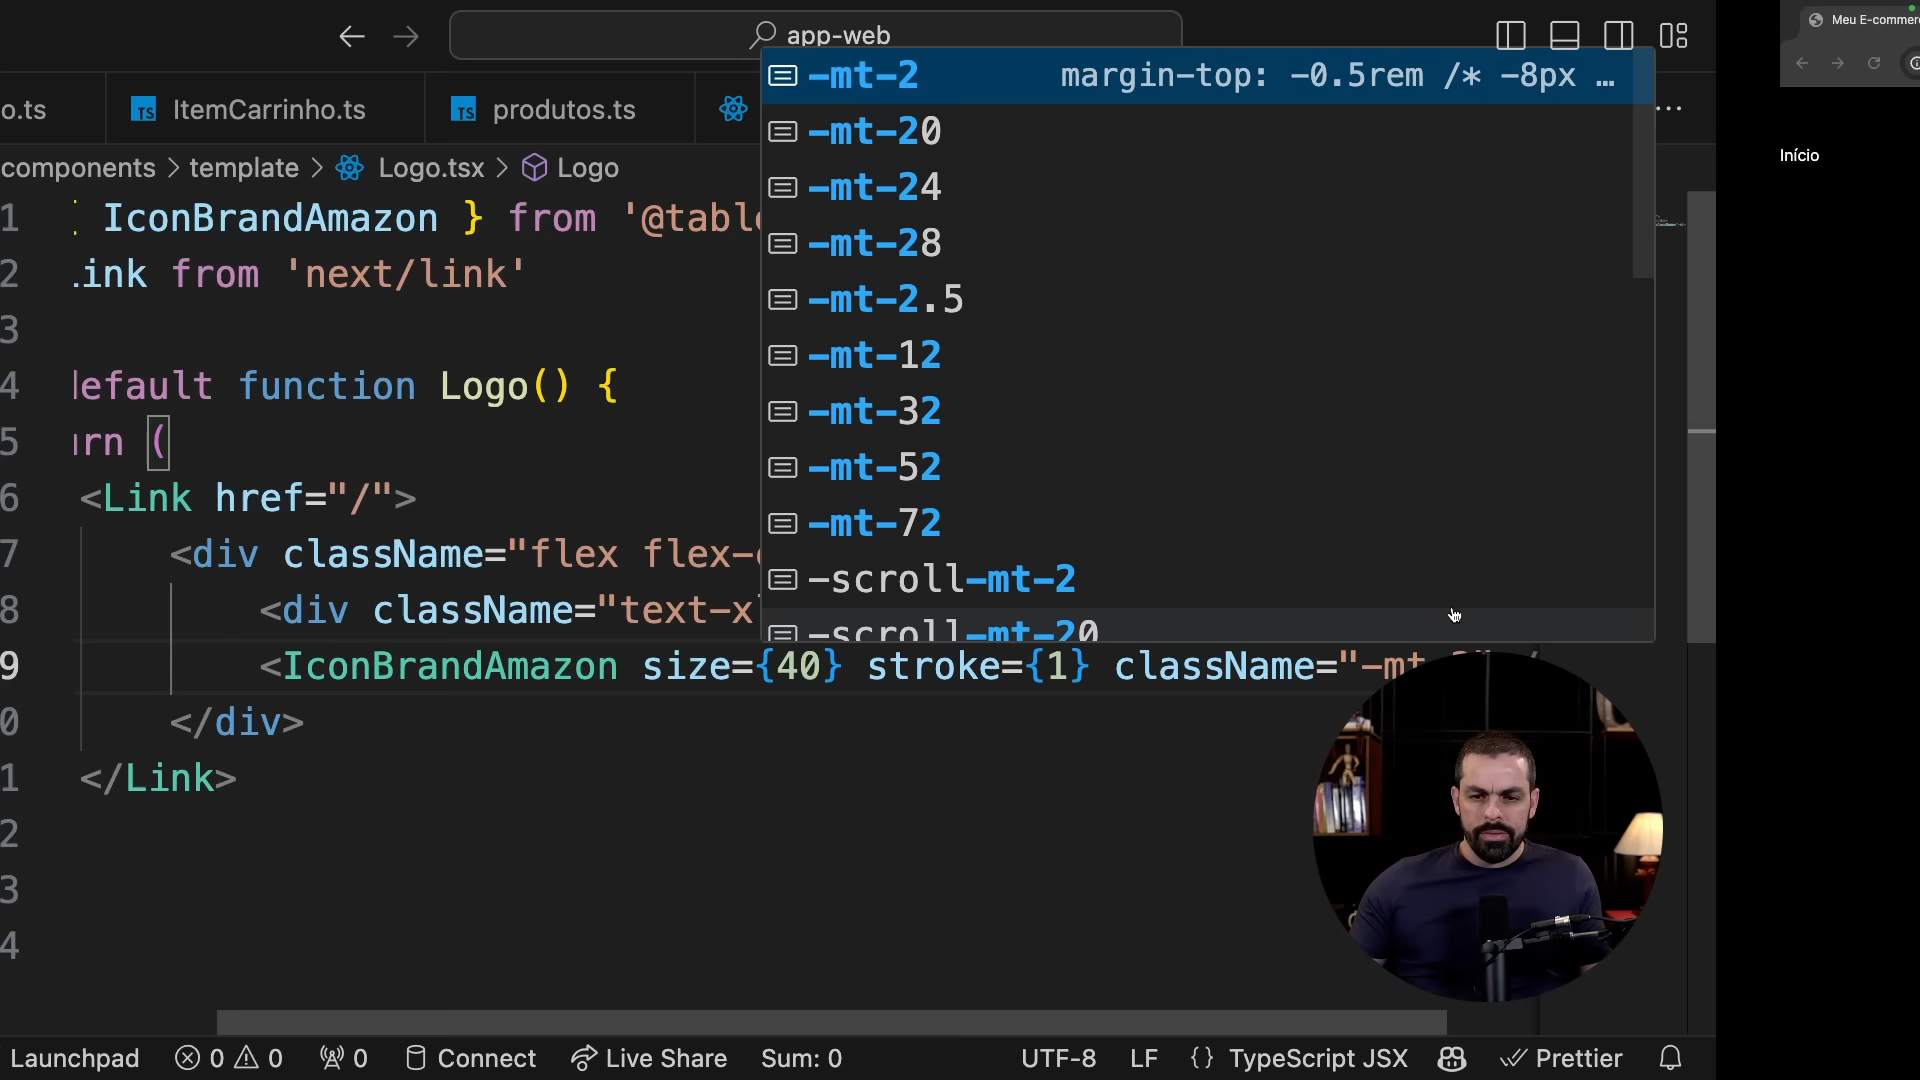 app-web
Meu E-commer
o.ts
ItemCarrinho.ts
produtos.ts
components > template > Logo.tsx > Logo
-mt-2 margin-top: -0.5rem /* -8px …
-mt-20
-mt-24
-mt-28
-mt-2.5
-mt-12
-mt-32
-mt-52
-mt-72
-scroll-mt-2
-scroll-mt-20
Início
1 IconBrandAmazon } from '@tabl
2 ink from 'next/link'
3
4 efault function Logo() {
5 rn (
6 <Link href="/">
7 <div className="flex flex-
8 <div className="text-x
9 <IconBrandAmazon size={40} stroke={1} className="-mt
0 </div>
1 </Link>
2
3
4
Launchpad 0 0 0 Connect Live Share Sum: 0 UTF-8 LF {} TypeScript JSX Prettier